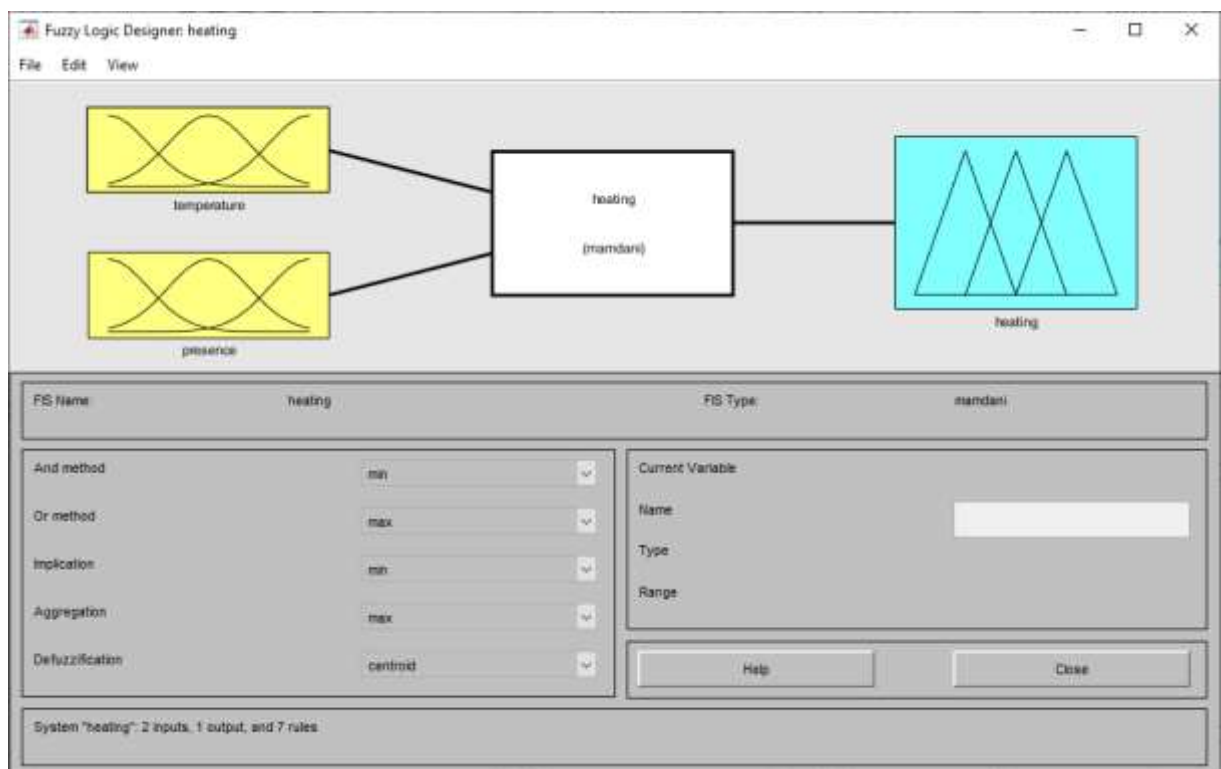 Fuzzy Logic Designer: heating
File Edit View
temperature
presence
heating
(mamdani)
heating
FIS Name: heating FIS Type: mamdani
And method min
Or method max
Implication min
Aggregation max
Defuzzification centroid
Current Variable
Name
Type
Range
Help Close
System "heating": 2 inputs, 1 output, and 7 rules